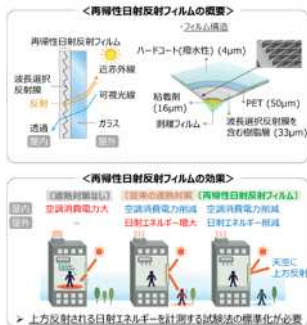 <再帰性日射反射フィルムの概要>
・フィルム構造
再帰性日射反射フィルム
ハードコート(撥水性) (4μm)
波長選択
反射膜
近赤外線
可視光線
反射
透過
ガラス
屋内
屋外
粘着剤
(16μm)
剥離フィルム
PET (50μm)
波長選択反射膜を
含む樹脂層 (33μm)
<再帰性日射反射フィルムの効果>
【遮熱対策なし】
【従来の遮熱対策】
【再帰性日射反射フィルム】
屋内
空調消費電力大
空調消費電力削減
空調消費電力削減
屋外
-
日射エネルギー増大
日射エネルギー削減
天空に
上方反射
➢ 上方反射される日射エネルギーを計測する試験法の標準化が必要